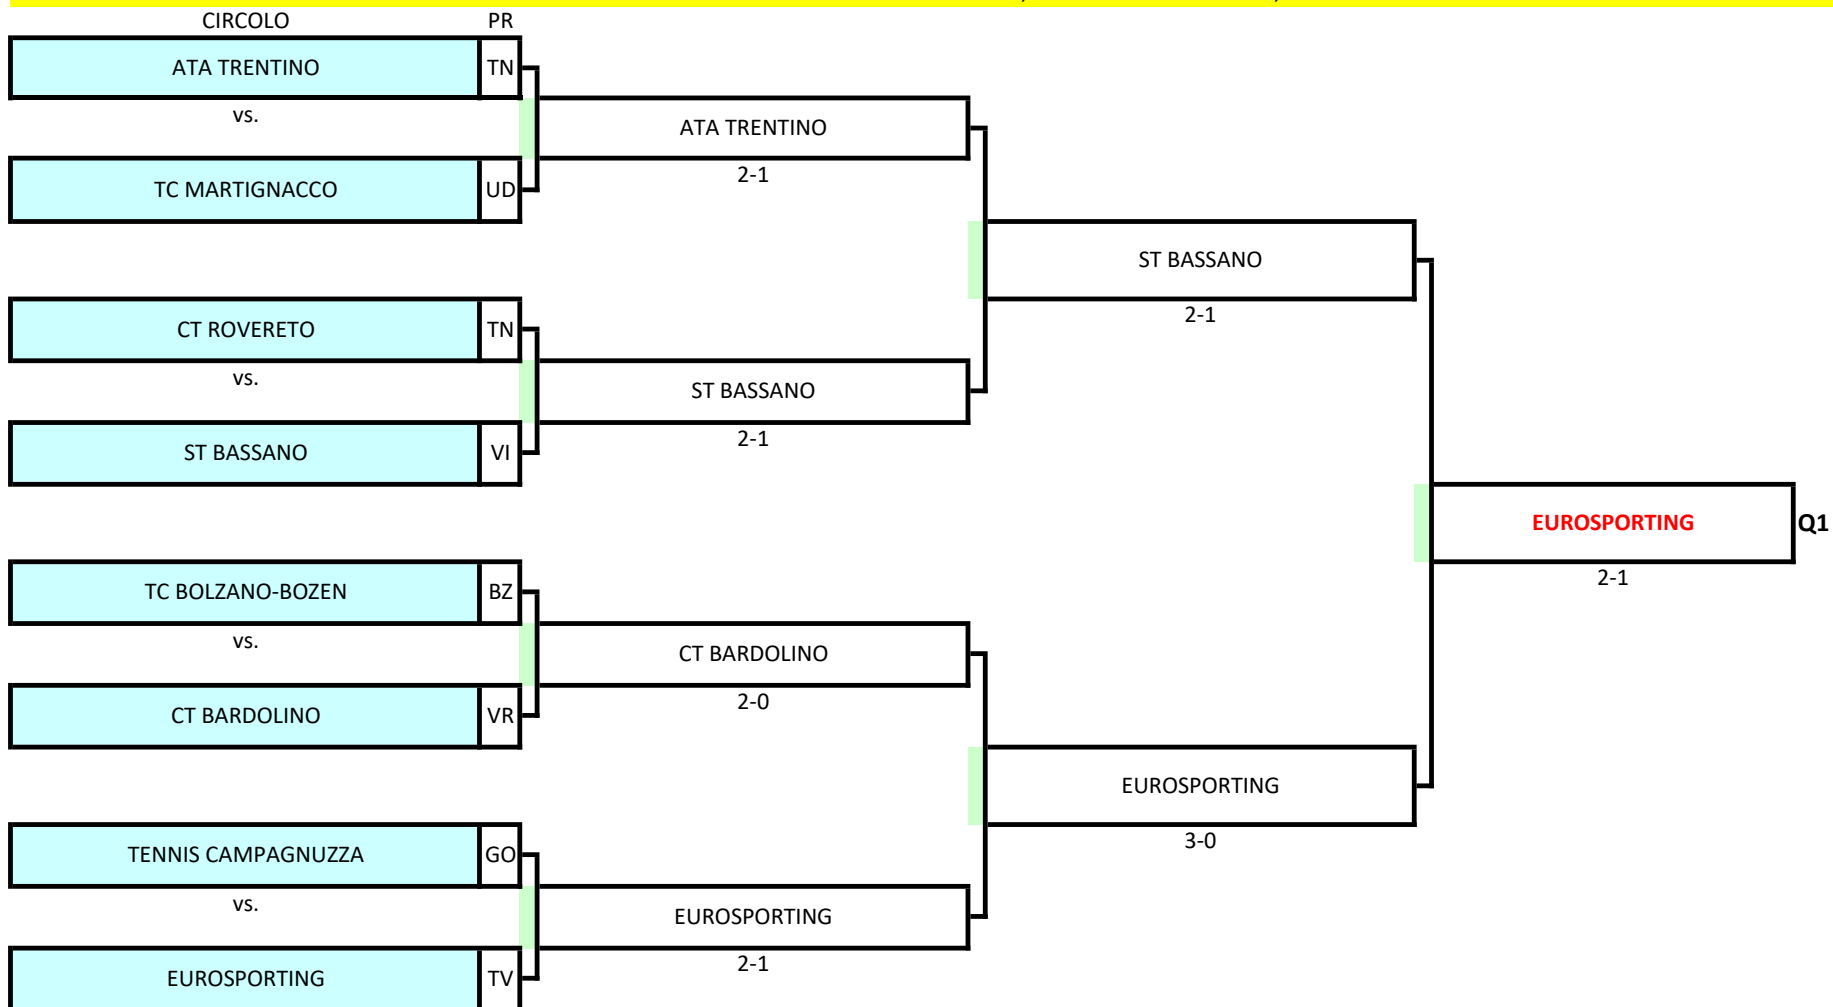 CIRCOLO PR
ATA TRENTINO TN
vs.
ATA TRENTINO
TC MARTIGNACCO UD
2-1
ST BASSANO
2-1
CT ROVERETO TN
vs.
ST BASSANO
ST BASSANO VI
2-1
EUROSPORTING Q1
2-1
TC BOLZANO-BOZEN BZ
vs.
CT BARDOLINO
CT BARDOLINO VR
2-0
EUROSPORTING
3-0
TENNIS CAMPAGNUZZA GO
vs.
EUROSPORTING
EUROSPORTING TV
2-1